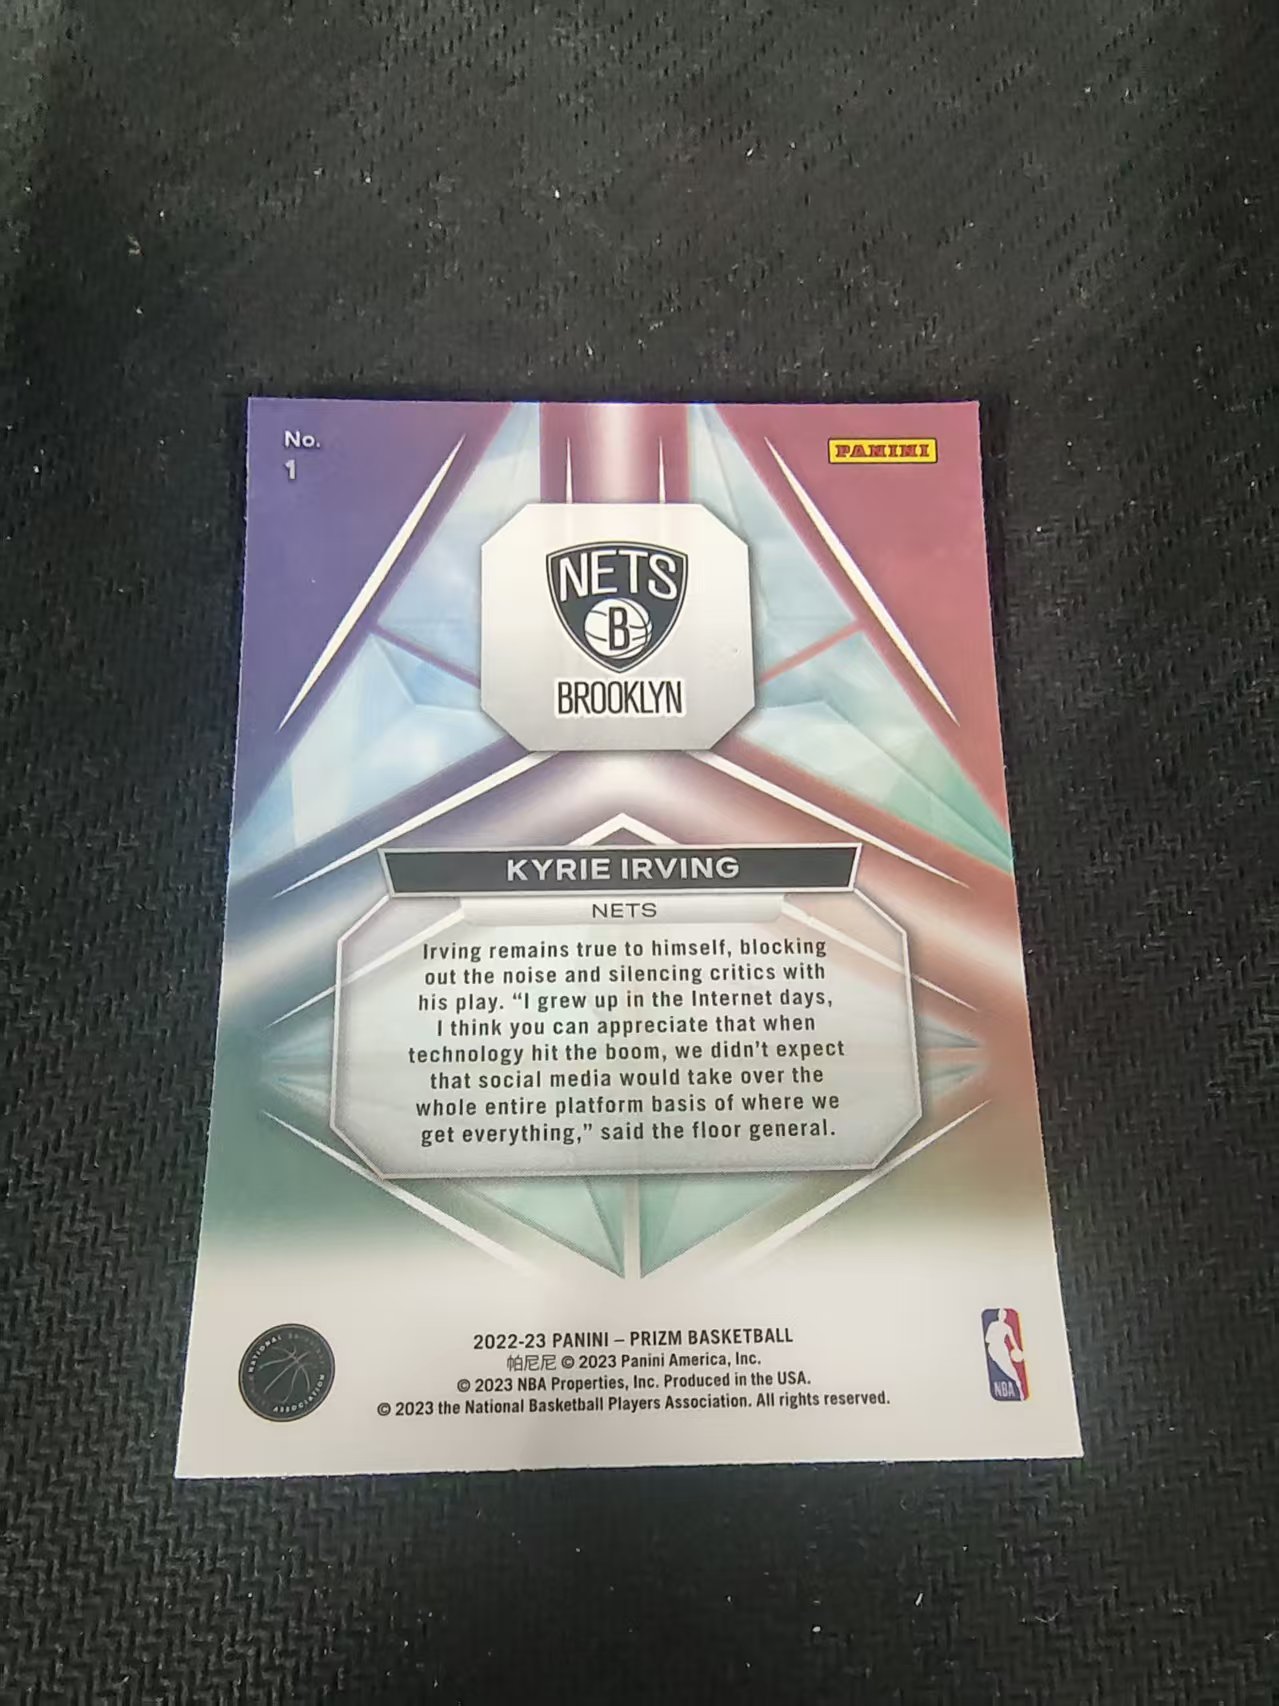 No.
1
PANINI
NETS
B
BROOKLYN
KYRIE IRVING
NETS
Irving remains true to himself, blocking
out the noise and silencing critics with
his play. “I grew up in the Internet days,
I think you can appreciate that when
technology hit the boom, we didn't expect
that social media would take over the
whole entire platform basis of where we
get everything,” said the floor general.
2022-23 PANINI – PRIZM BASKETBALL
帕尼尼 © 2023 Panini America, Inc.
© 2023 NBA Properties, Inc. Produced in the USA.
© 2023 the National Basketball Players Association. All rights reserved.
NATIONAL
ASSOCIATION
NBA